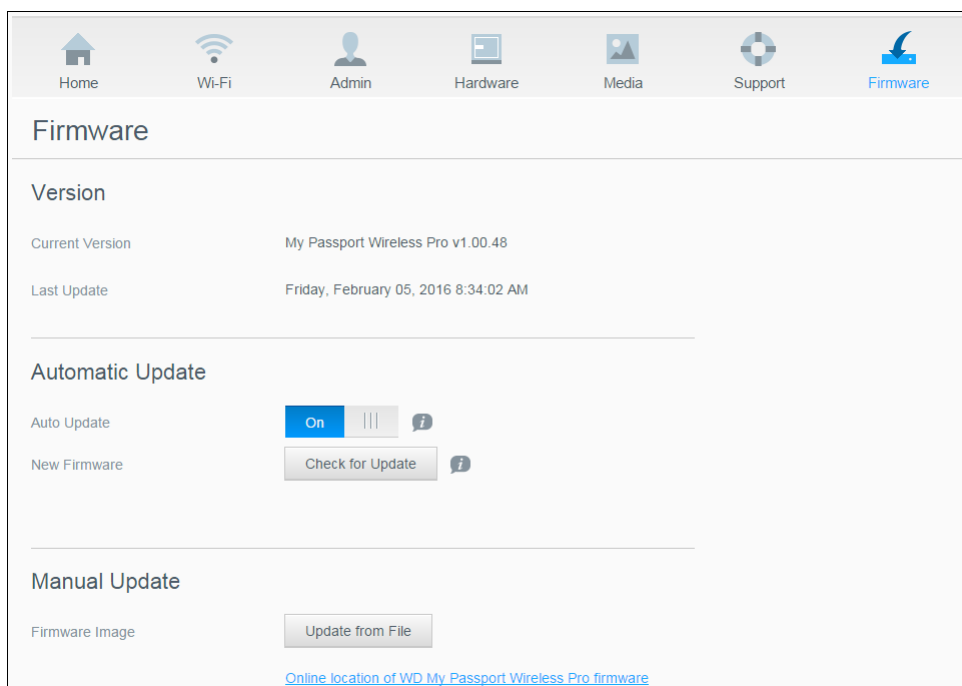 Home Wi-Fi Admin Hardware Media Support Firmware
Firmware
Version
Current Version My Passport Wireless Pro v1.00.48
Last Update Friday, February 05, 2016 8:34:02 AM
Automatic Update
Auto Update On i
New Firmware Check for Update i
Manual Update
Firmware Image Update from File
Online location of WD My Passport Wireless Pro firmware